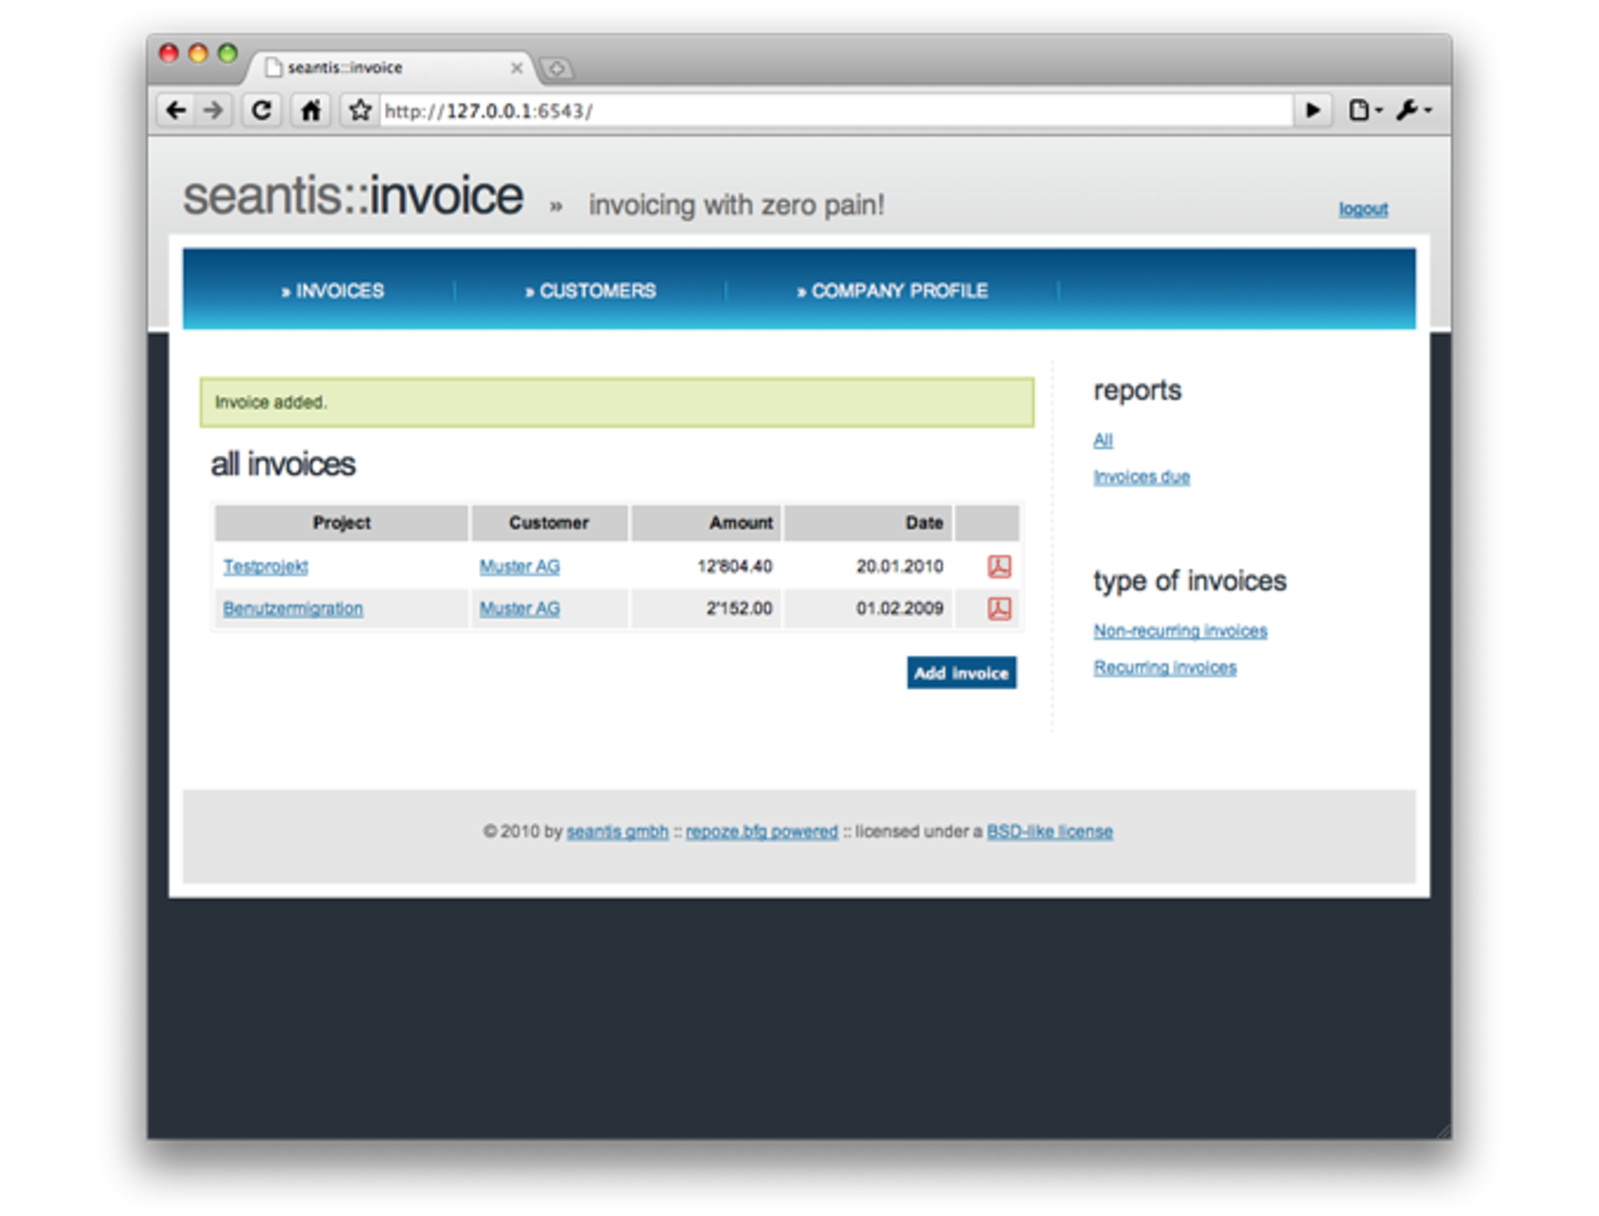 seantis::invoice
http://127.0.0.1:6543/
seantis::invoice » invoicing with zero pain!
logout
» INVOICES » CUSTOMERS » COMPANY PROFILE
Invoice added.
all invoices
Project Customer Amount Date
Testprojekt Muster AG 12'804.40 20.01.2010
Benutzermigration Muster AG 2'152.00 01.02.2009
Add invoice
reports
All
Invoices due
type of invoices
Non-recurring invoices
Recurring invoices
© 2010 by seantis gmbh :: repoze.bfg powered :: licensed under a BSD-like license